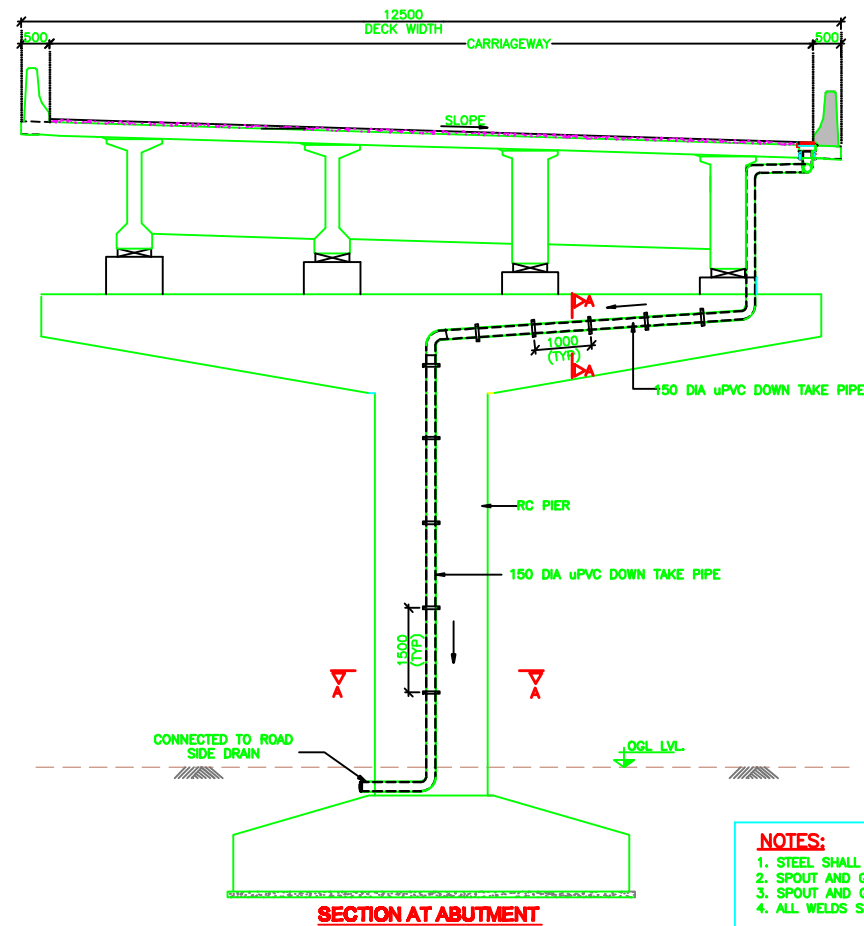 12500
DECK WIDTH
500
CARRIAGEWAY
500
SLOPE
A
1000
(TYP)
A
150 DIA uPVC DOWN TAKE PIPE
RC PIER
150 DIA uPVC DOWN TAKE PIPE
1500
(TYP)
A
A
CONNECTED TO ROAD
SIDE DRAIN
OGL LVL.
NOTES:
1. STEEL SHALL
2. SPOUT AND
3. SPOUT AND
4. ALL WELDS
SECTION AT ABUTMENT